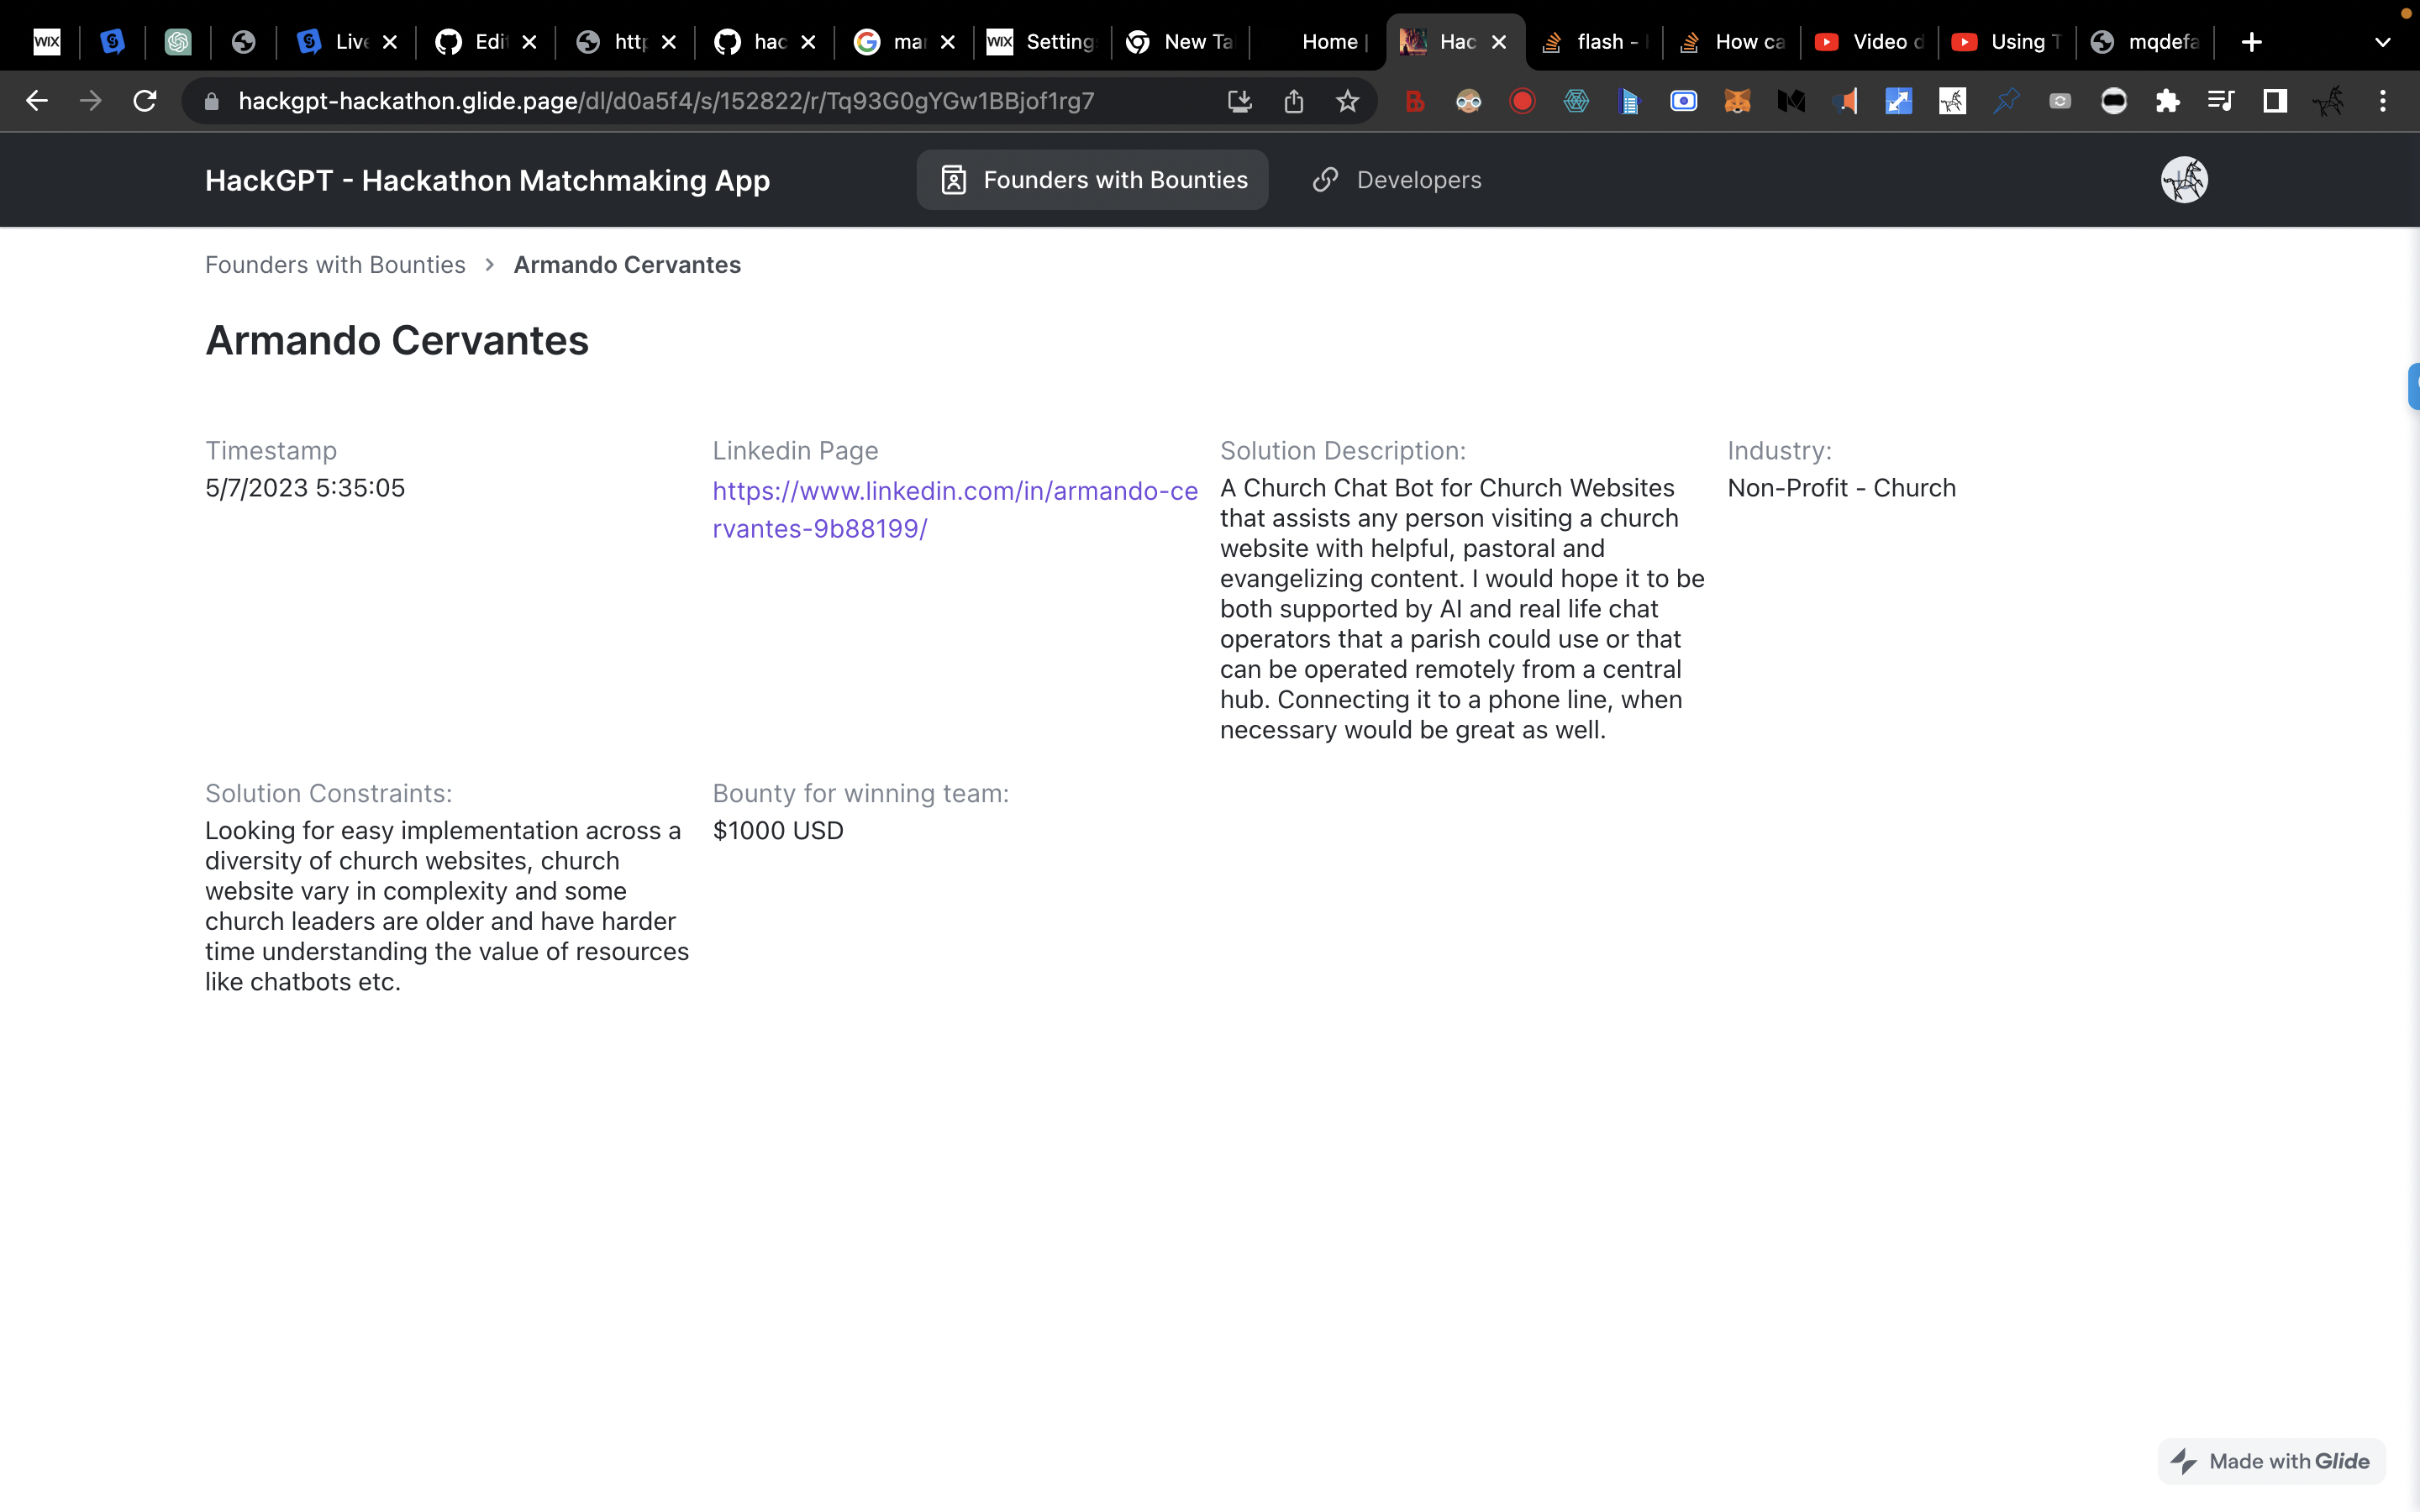 WIX
Live
Edi
http
hac
mar
WIX
Setting
New Ta
Home |
Hac
flash -
How ca
Video d
Using T
mqdefa
hackgpt-hackathon.glide.page/dl/d0a5f4/s/152822/r/Tq93G0gYGw1BBjof1rg7
HackGPT - Hackathon Matchmaking App
Founders with Bounties
Developers
Founders with Bounties > Armando Cervantes
Armando Cervantes
Timestamp
5/7/2023 5:35:05
Linkedin Page
https://www.linkedin.com/in/armando-ce
rvantes-9b88199/
Solution Description:
A Church Chat Bot for Church Websites
that assists any person visiting a church
website with helpful, pastoral and
evangelizing content. I would hope it to be
both supported by AI and real life chat
operators that a parish could use or that
can be operated remotely from a central
hub. Connecting it to a phone line, when
necessary would be great as well.
Industry:
Non-Profit - Church
Solution Constraints:
Looking for easy implementation across a
diversity of church websites, church
website vary in complexity and some
church leaders are older and have harder
time understanding the value of resources
like chatbots etc.
Bounty for winning team:
$1000 USD
Made with Glide